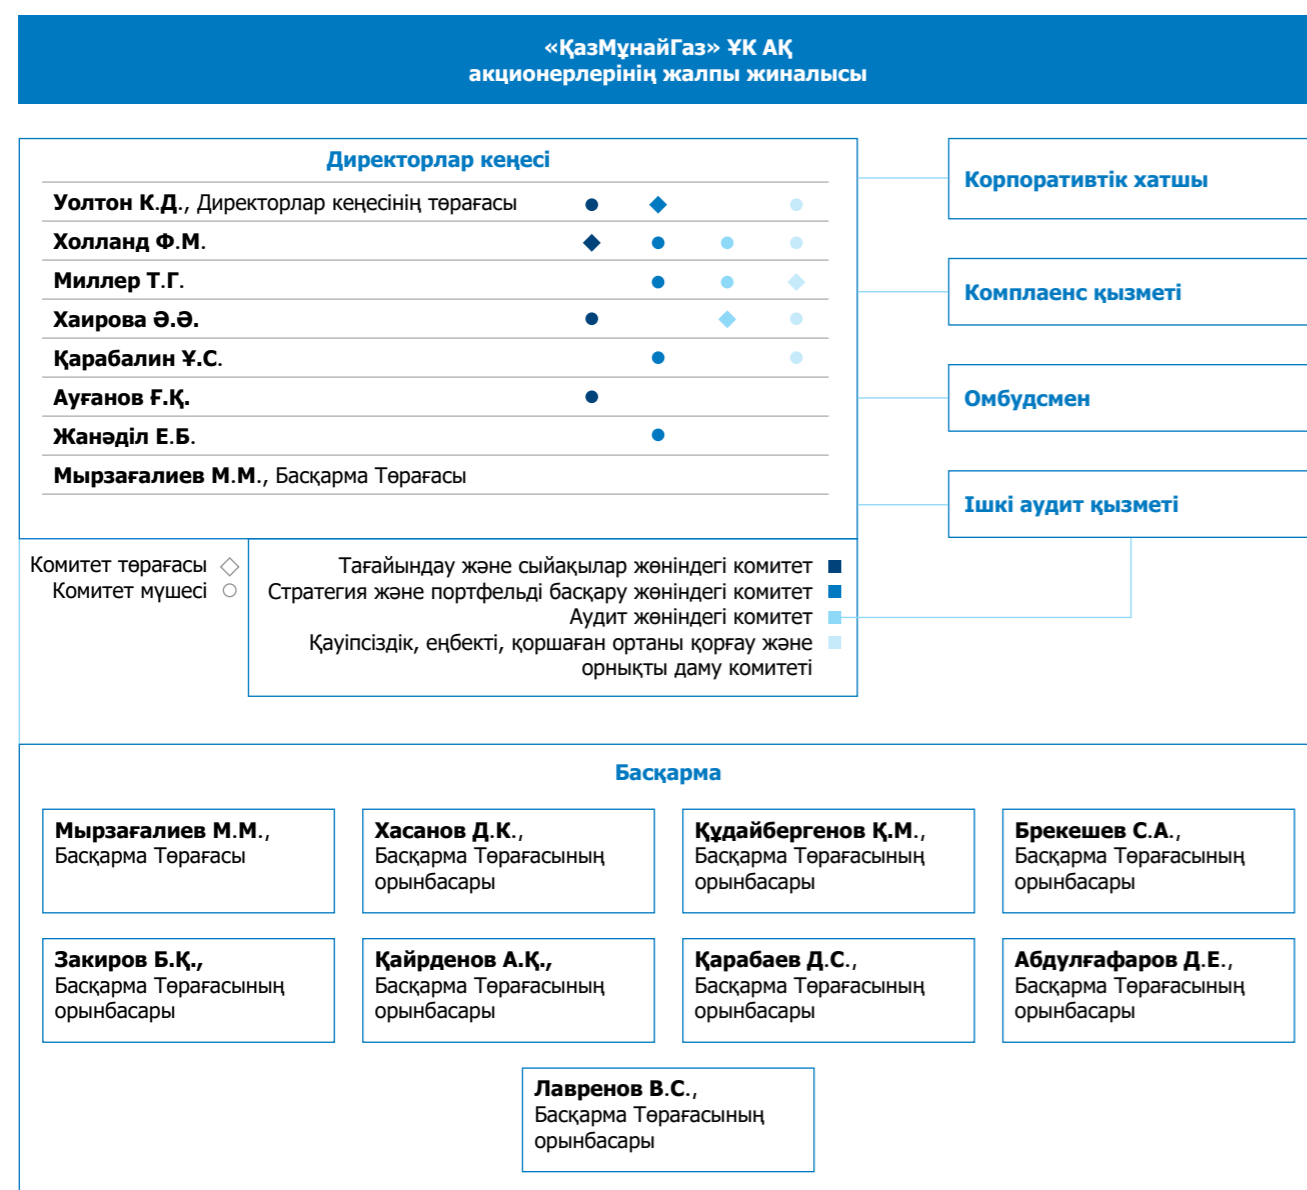 «ҚазМұнайГаз» ҰК АҚ
акционерлерінің жалпы жиналысы
Директорлар кеңесі
Уолтон К.Д., Директорлар кеңесінің төрағасы
Холланд Ф.М.
Миллер Т.Г.
Хаирова Ә.Ә.
Қарабалин Ұ.С.
Ауғанов Ғ.Қ.
Жанәділ Е.Б.
Мырзағалиев М.М., Басқарма Төрағасы
Корпоративтік хатшы
Комплаенс қызметі
Омбудсмен
Ішкі аудит қызметі
Комитет төрағасы
Комитет мүшесі
Тағайындау және сыйақылар жөніндегі комитет
Стратегия және портфельді басқару жөніндегі комитет
Аудит жөніндегі комитет
Қауіпсіздік, еңбекті, қоршаған ортаны қорғау және
орнықты даму комитеті
Басқарма
Мырзағалиев М.М.,
Басқарма Төрағасы
Хасанов Д.К.,
Басқарма Төрағасының
орынбасары
Құдайбергенов Қ.М.,
Басқарма Төрағасының
орынбасары
Брекешев С.А.,
Басқарма Төрағасының
орынбасары
Закиров Б.Қ.,
Басқарма Төрағасының
орынбасары
Қайрденов А.Қ.,
Басқарма Төрағасының
орынбасары
Қарабаев Д.С.,
Басқарма Төрағасының
орынбасары
Абдулғафаров Д.Е.,
Басқарма Төрағасының
орынбасары
Лавренов В.С.,
Басқарма Төрағасының
орынбасары